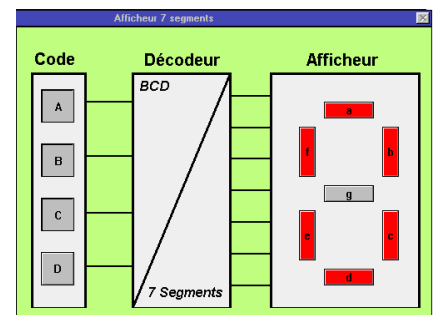 Afficheur 7 segments
Code
Décodeur
Afficheur
A
B
C
D
BCD
7 Segments
a
f
b
g
e
c
d